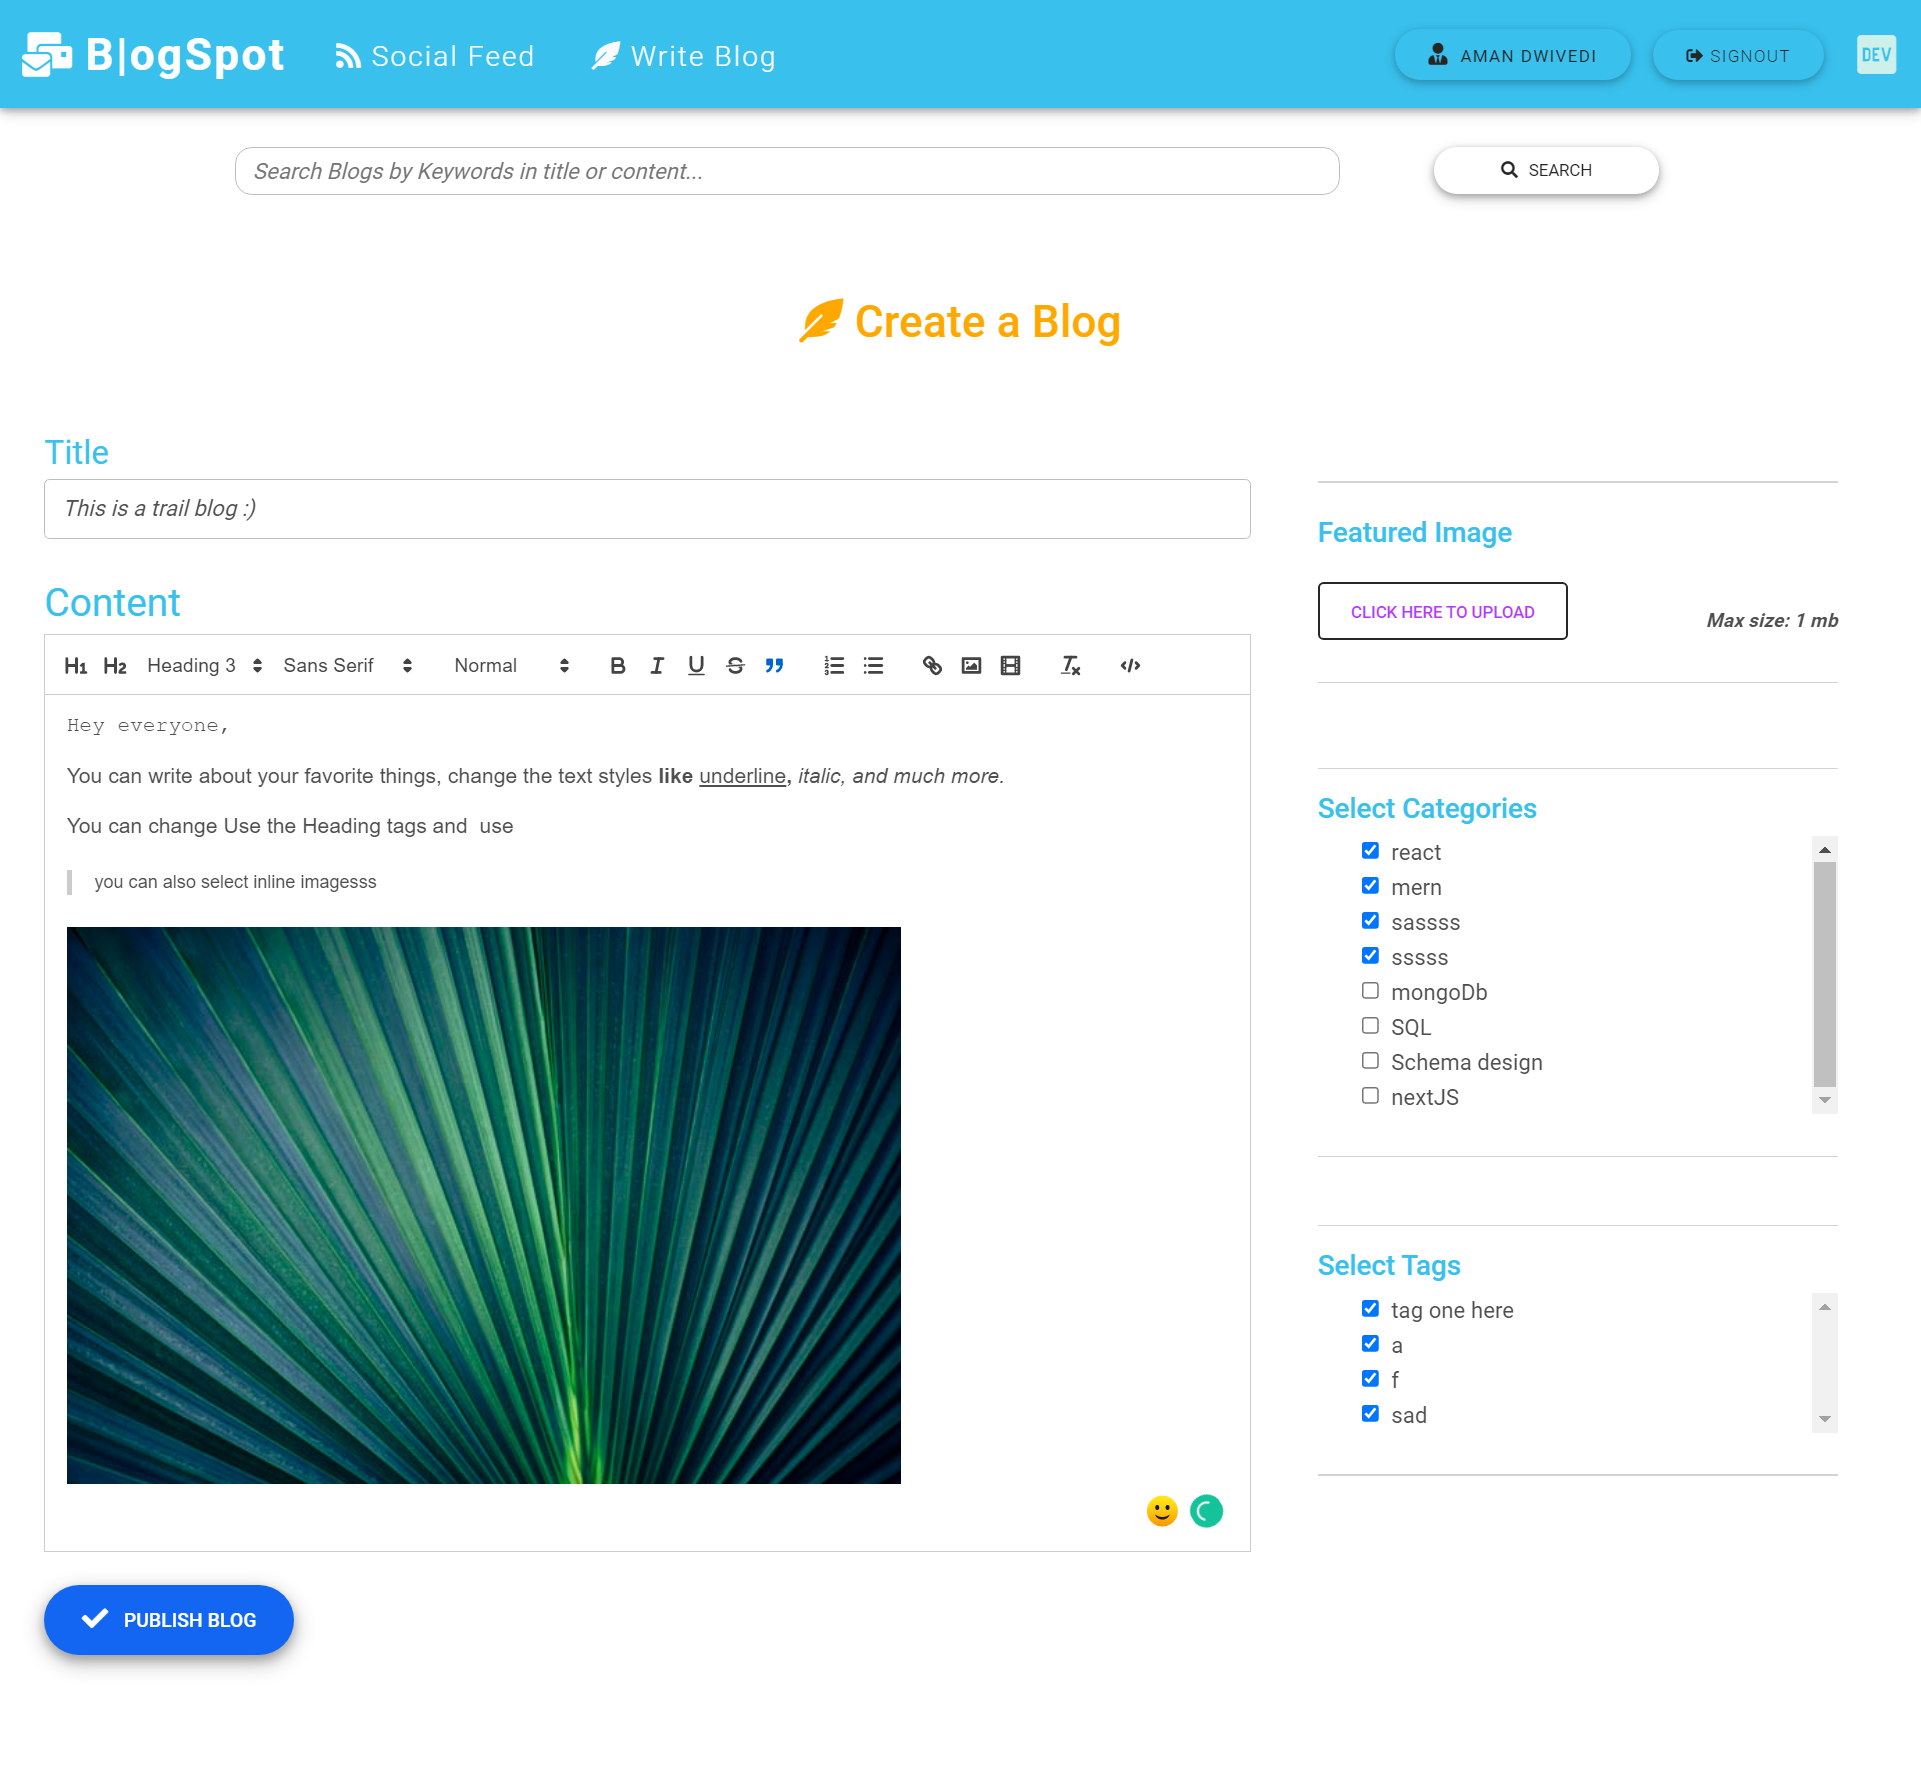 B|ogSpot Social Feed Write Blog AMAN DWIVEDI SIGNOUT DEV
Search Blogs by Keywords in title or content... SEARCH
Create a Blog
Title
This is a trail blog :)
Content
H1 H2 Heading 3 Sans Serif Normal B I U S
Hey everyone,
You can write about your favorite things, change the text styles like underline, italic, and much more.
You can change Use the Heading tags and  use
you can also select inline imagesss
PUBLISH BLOG
Featured Image
CLICK HERE TO UPLOAD Max size: 1 mb
Select Categories
react
mern
sassss
sssss
mongoDb
SQL
Schema design
nextJS
Select Tags
tag one here
a
f
sad